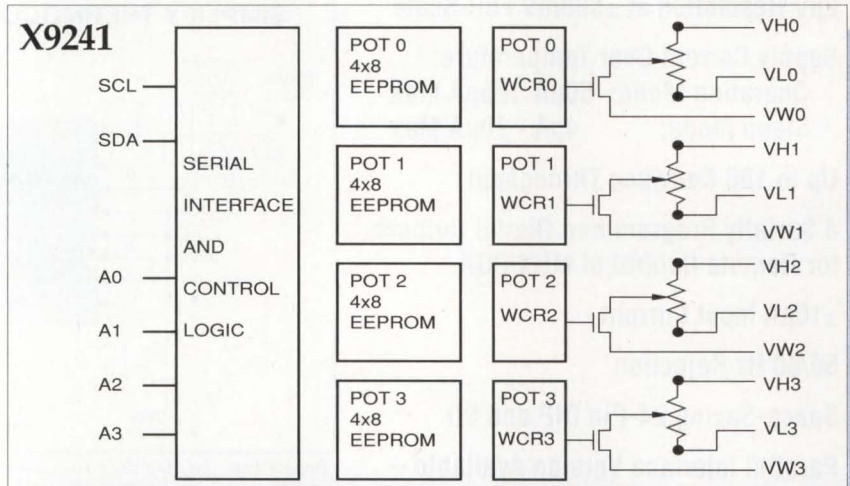 X9241
SCL
SDA
A0
A1
A2
A3
SERIAL
INTERFACE
AND
CONTROL
LOGIC
POT 0
4x8
EEPROM
POT 0
WCR0
VH0
VL0
VW0
POT 1
4x8
EEPROM
POT 1
WCR1
VH1
VL1
VW1
POT 2
4x8
EEPROM
POT 2
WCR2
VH2
VL2
VW2
POT 3
4x8
EEPROM
POT 3
WCR3
VH3
VL3
VW3